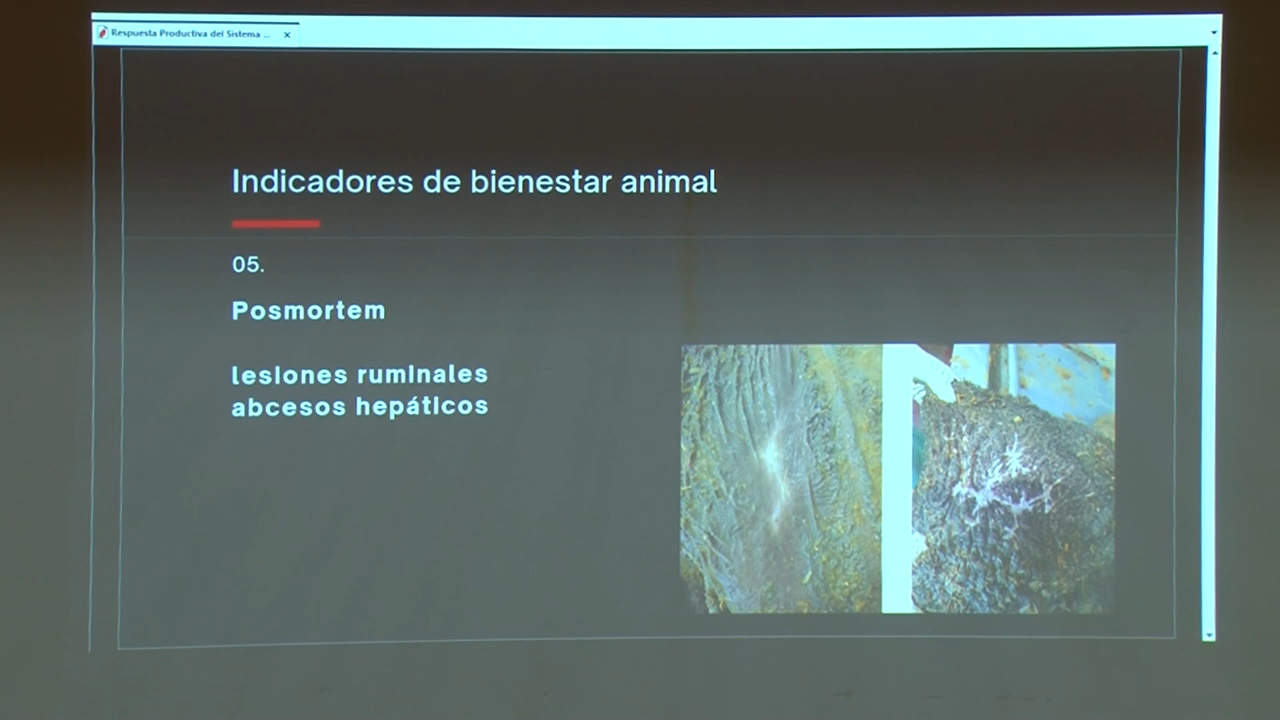 Respuesta Productiva del Sistema ...
Indicadores de bienestar animal
05.
Posmortem
lesiones ruminales
abcesos hepáticos